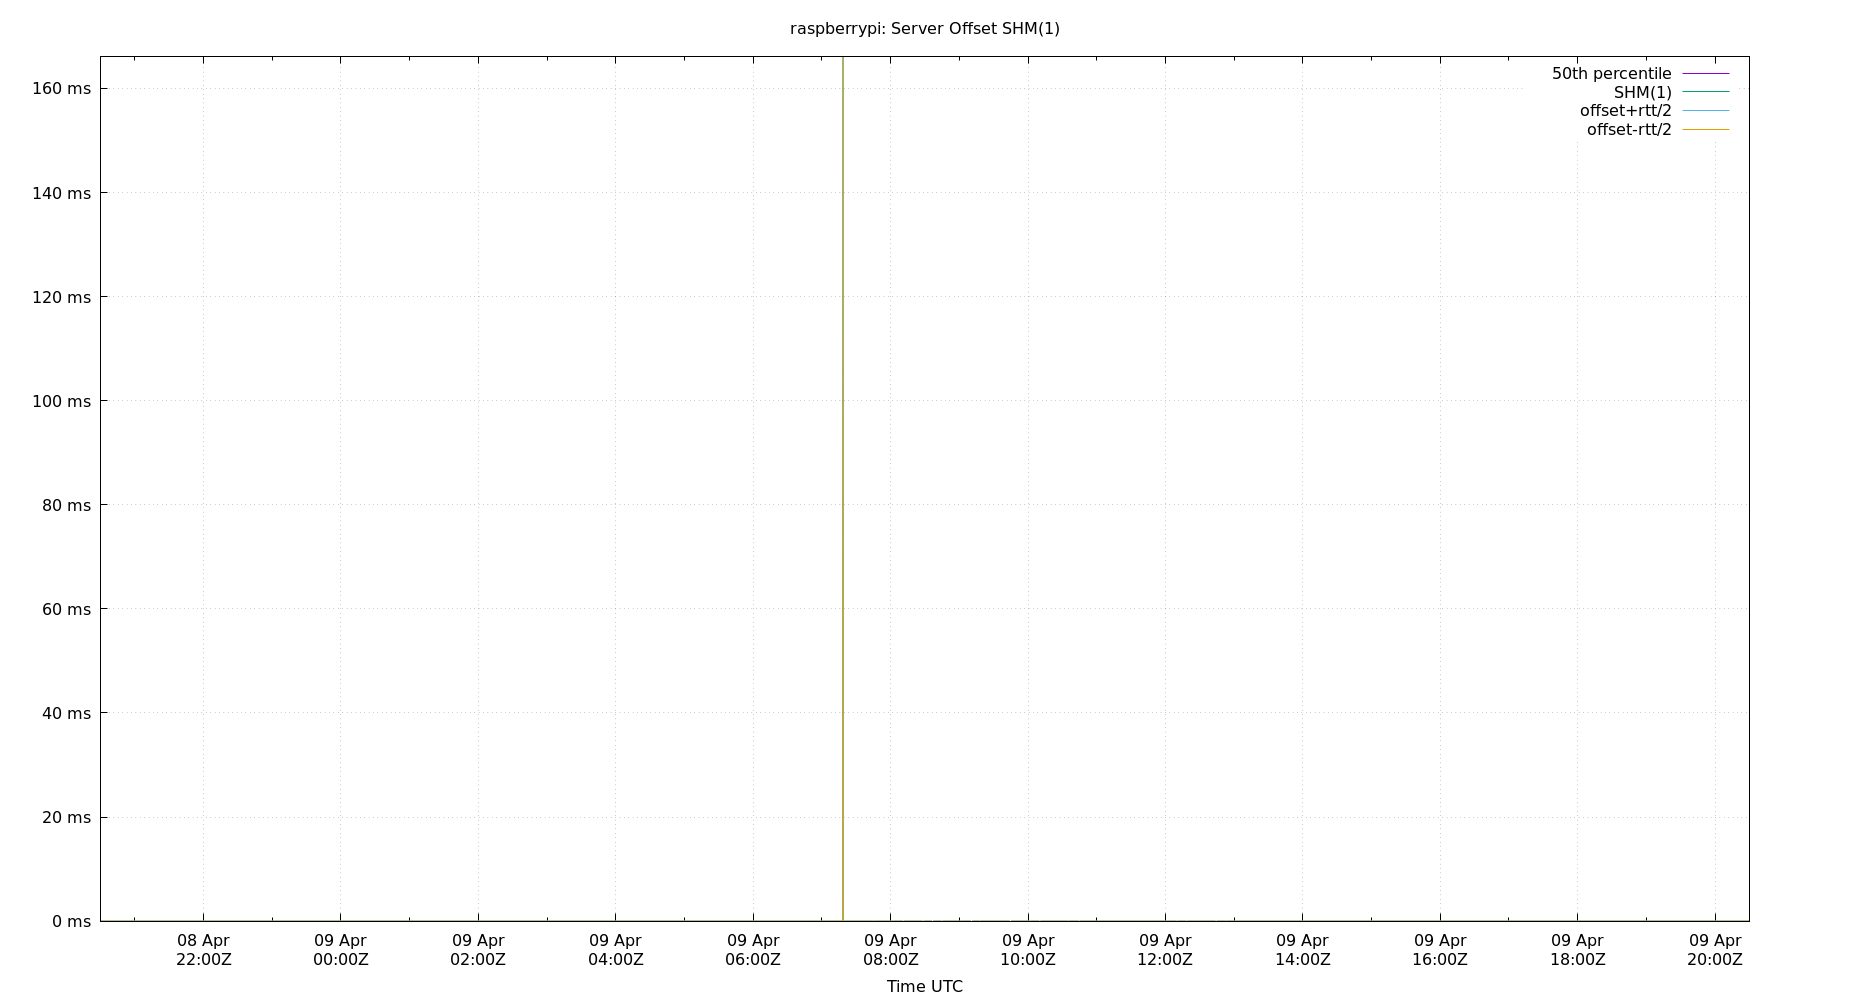 raspberrypi: Server Offset SHM(1)
50th percentile
SHM(1)
offset+rtt/2
offset-rtt/2
160 ms
140 ms
120 ms
100 ms
80 ms
60 ms
40 ms
20 ms
0 ms
08 Apr 09 Apr 09 Apr 09 Apr 09 Apr 09 Apr 09 Apr 09 Apr 09 Apr 09 Apr 09 Apr 09 Apr
22:00Z 00:00Z 02:00Z 04:00Z 06:00Z 08:00Z 10:00Z 12:00Z 14:00Z 16:00Z 18:00Z 20:00Z
Time UTC